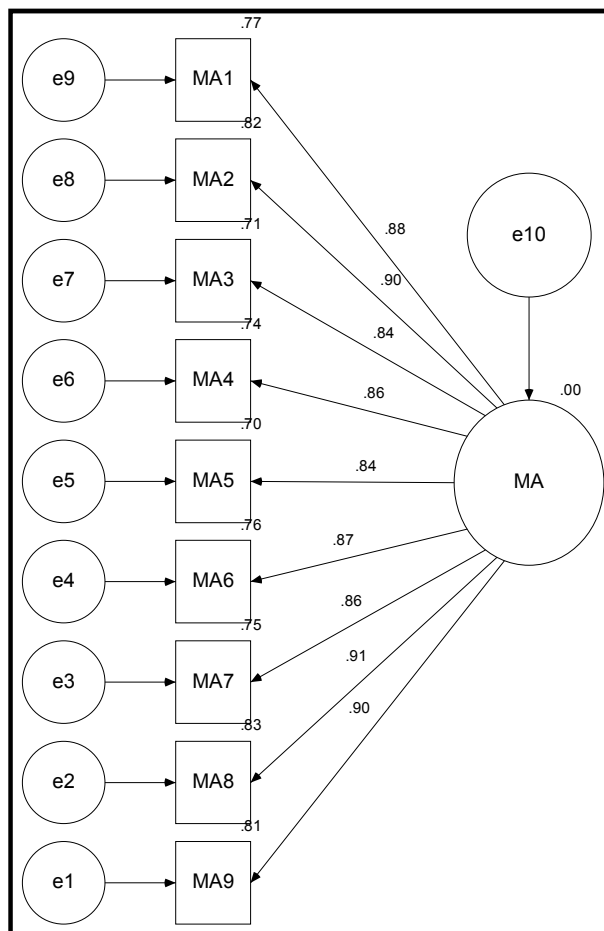 .77
e9
MA1
.82
e8
MA2
.88
e10
.71
e7
MA3
.90
.74
.84
e6
MA4
.86
.00
.70
e5
MA5
.84
MA
.76
e4
MA6
.87
.75
.86
e3
MA7
.91
.83
.90
e2
MA8
.81
e1
MA9